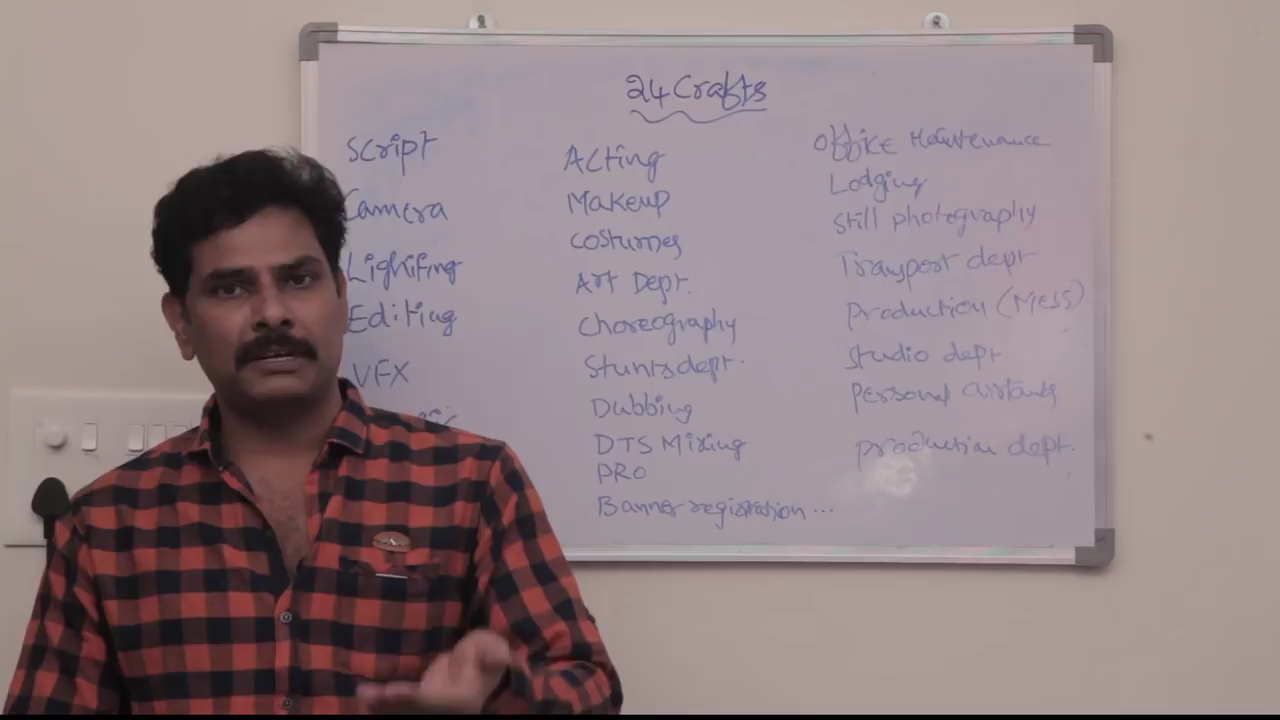 24 Crafts
Script
Camera
Lighting
Editing
VFX
Acting
Makeup
Costumes
Art Dept.
Choreography
Stunts dept.
Dubbing
DTS Mixing
PRO
Banner registration ...
Office Maintenance
Lodging
Still photography
Transport dept
Production (Mess)
Studio dept
Personal
production dept.